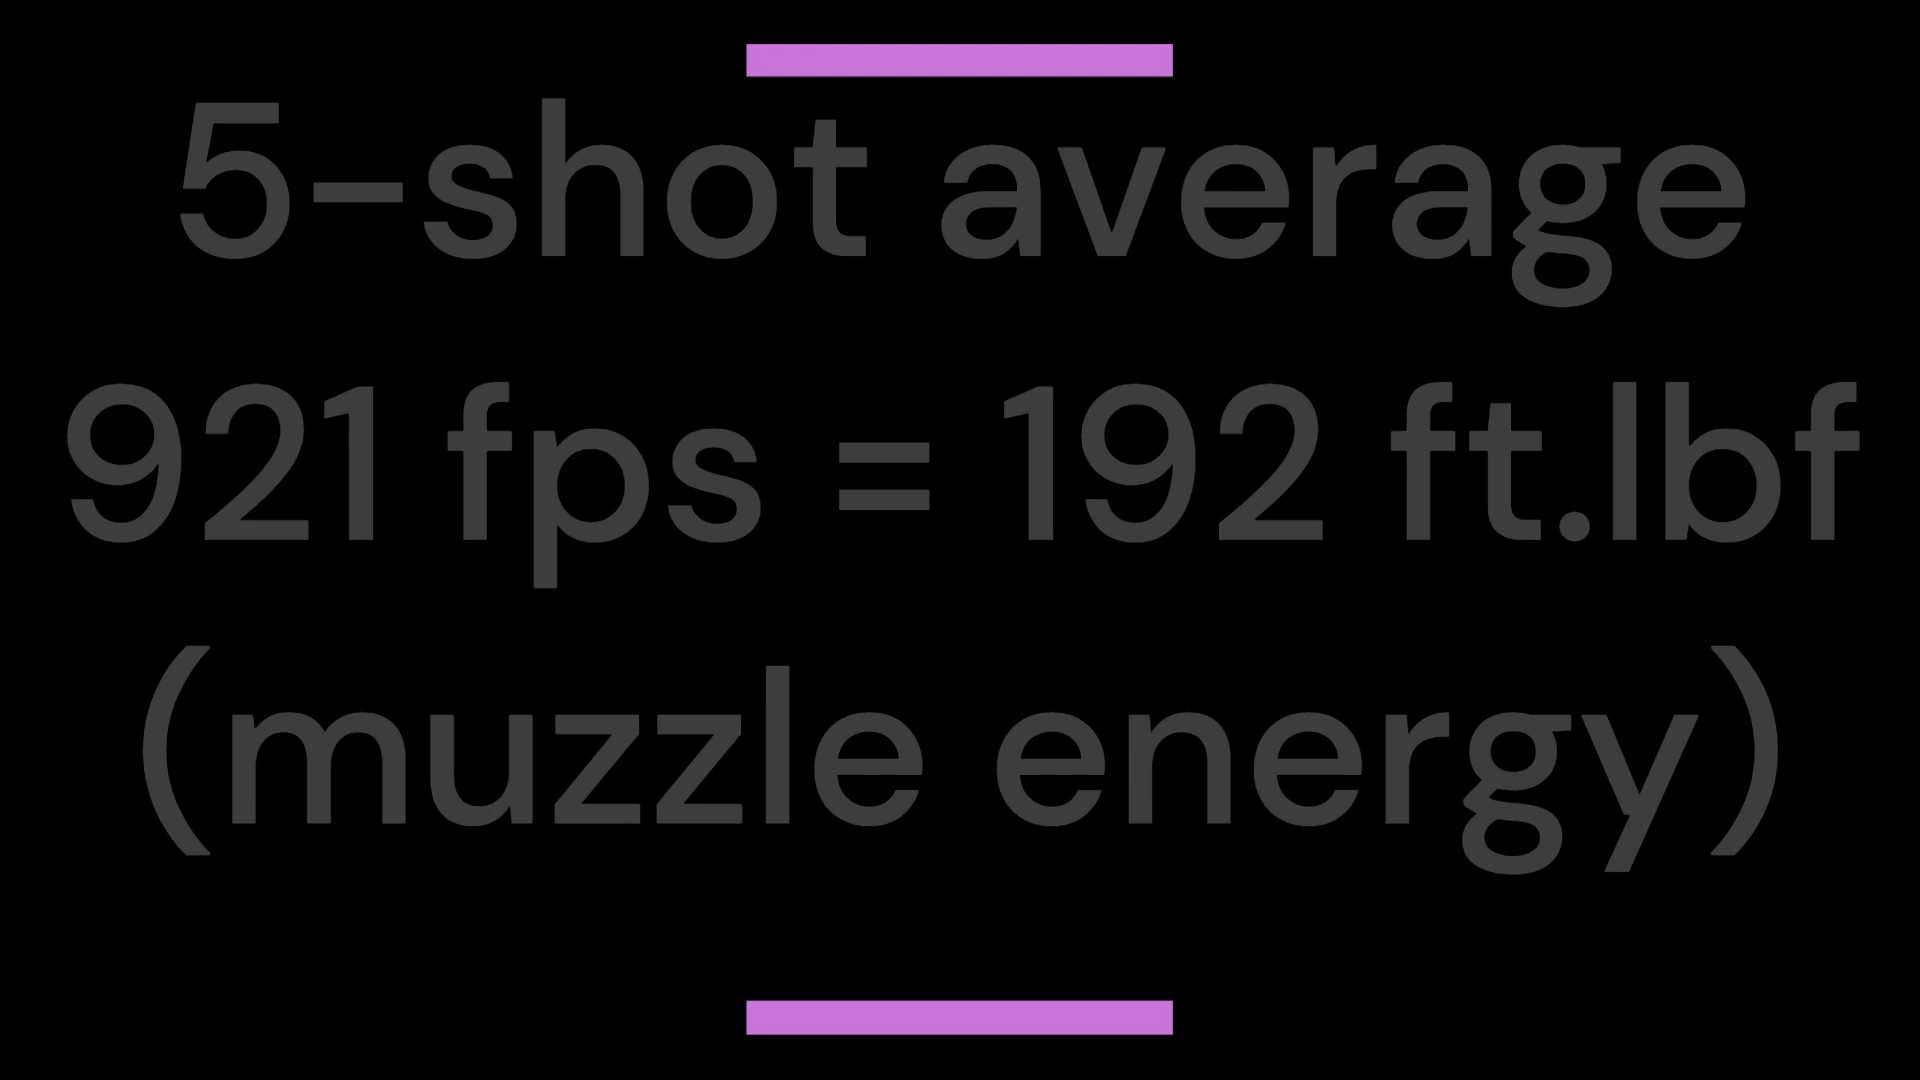 5-shot average
921 fps = 192 ft.lbf
(muzzle energy)